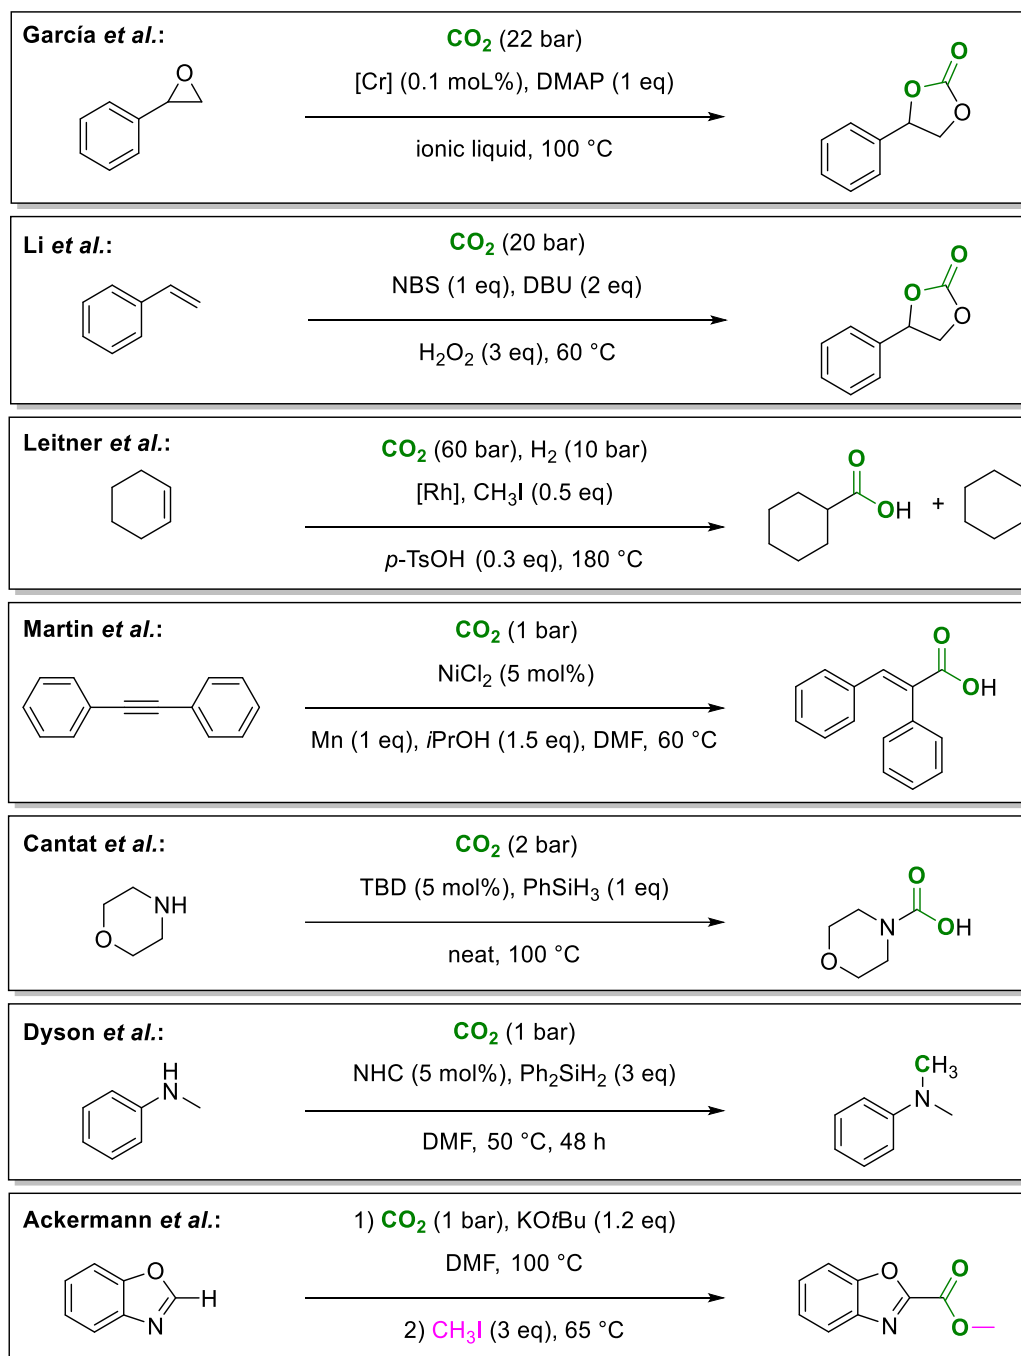 García et al.:
CO2 (22 bar)
[Cr] (0.1 moL%), DMAP (1 eq)
ionic liquid, 100 °C
O
O
O
O
Li et al.:
CO2 (20 bar)
NBS (1 eq), DBU (2 eq)
H2O2 (3 eq), 60 °C
O
O
O
Leitner et al.:
CO2 (60 bar), H2 (10 bar)
[Rh], CH3I (0.5 eq)
p-TsOH (0.3 eq), 180 °C
O
OH
+
Martin et al.:
CO2 (1 bar)
NiCl2 (5 mol%)
Mn (1 eq), iPrOH (1.5 eq), DMF, 60 °C
O
OH
Cantat et al.:
CO2 (2 bar)
TBD (5 mol%), PhSiH3 (1 eq)
neat, 100 °C
NH
O
O
N
OH
O
Dyson et al.:
CO2 (1 bar)
NHC (5 mol%), Ph2SiH2 (3 eq)
DMF, 50 °C, 48 h
H
N
CH3
N
Ackermann et al.:
1) CO2 (1 bar), KOtBu (1.2 eq)
DMF, 100 °C
2) CH3I (3 eq), 65 °C
O
H
N
O
O
N
O